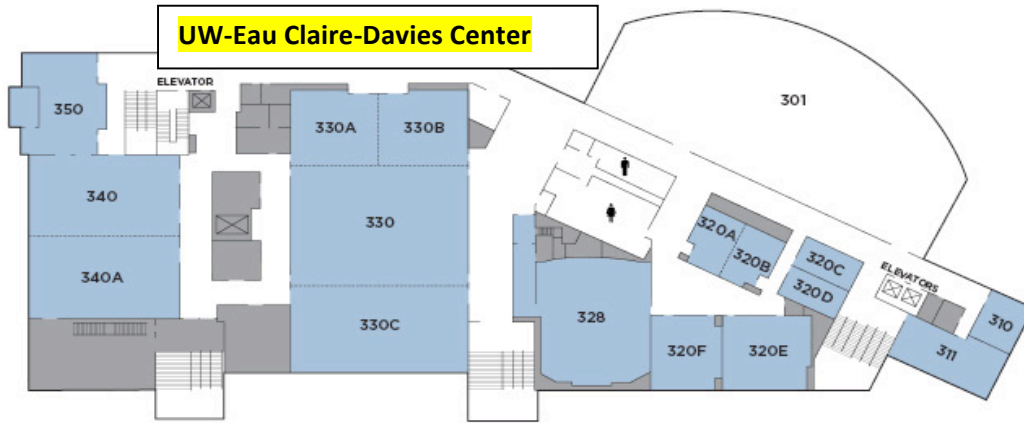 UW-Eau Claire-Davies Center
ELEVATOR
350
301
330A
330B
340
330
320A
320B
320C
340A
320D
ELEVATORS
310
328
330C
320F
320E
311